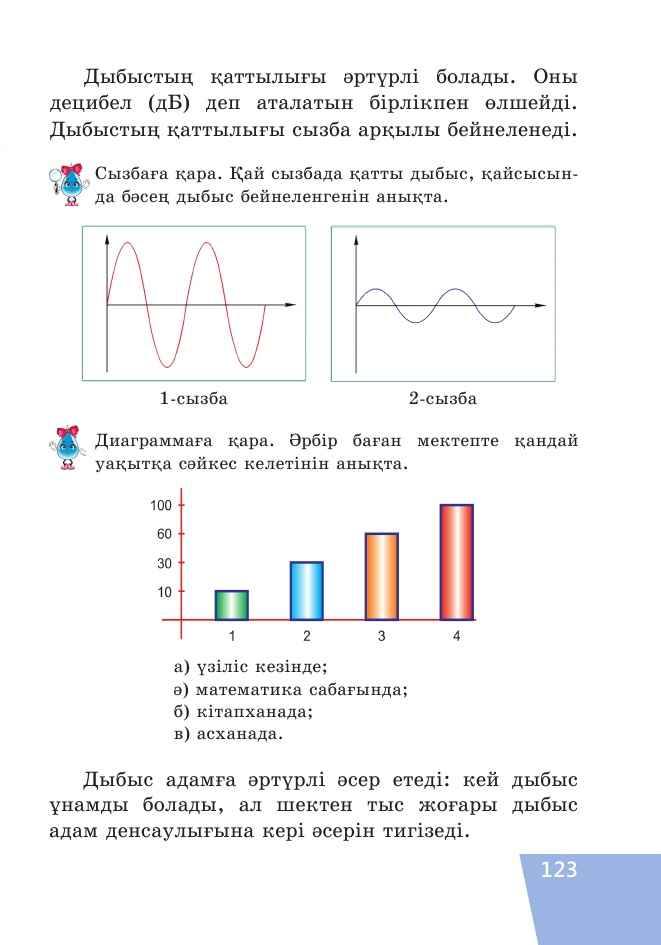 Дыбыстың қаттылығы әртүрлі болады. Оны
децибел (дБ) деп аталатын бірлікпен өлшейді.
Дыбыстың қаттылығы сызба арқылы бейнеленеді.
Сызбаға қара. Қай сызбада қатты дыбыс, қайсысын-
да бәсең дыбыс бейнеленгенін анықта.
1-сызба
2-сызба
Диаграммаға қара. Әрбір баған мектепте қандай
уақытқа сәйкес келетінін анықта.
100
60
30
10
1 2 3 4
а) үзіліс кезінде;
ә) математика сабағында;
б) кітапханада;
в) асханада.
Дыбыс адамға әртүрлі әсер етеді: кей дыбыс
ұнамды болады, ал шектен тыс жоғары дыбыс
адам денсаулығына кері әсерін тигізеді.
123